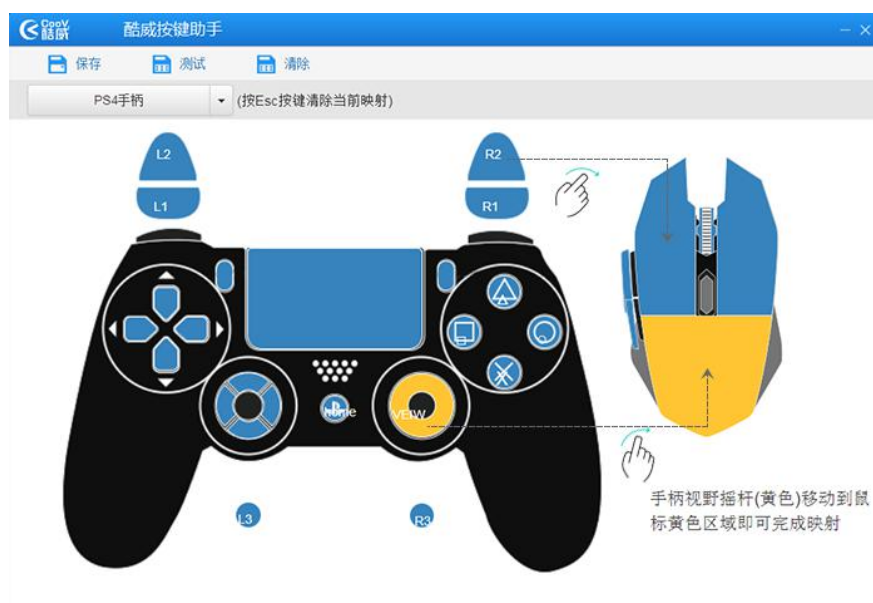 CooV 酷威 酷威按键助手
保存 测试 清除
PS4手柄 (按Esc按键清除当前映射)
L2 R2
L1 R1
home VEIW
L3 R3
手柄视野摇杆(黄色)移动到鼠
标黄色区域即可完成映射